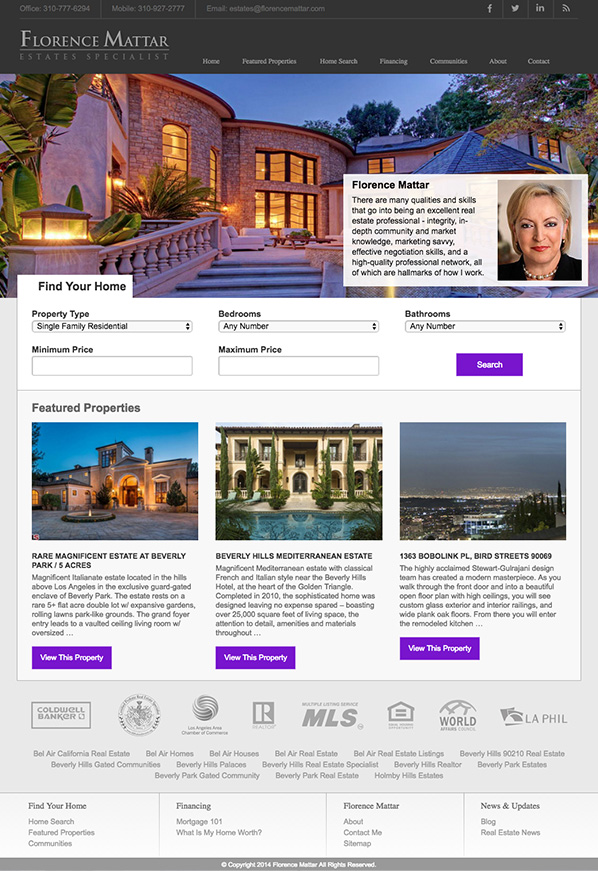 Office: 310-777-6294
Mobile: 310-927-2777
Email: estates@florencemattar.com
FLORENCE MATTAR
ESTATES SPECIALIST
Home
Featured Properties
Home Search
Financing
Communities
About
Contact
Florence Mattar
There are many qualities and skills
that go into being an excellent real
estate professional - integrity, in-
depth community and market
knowledge, marketing savvy,
effective negotiation skills, and a
high-quality professional network, all
of which are hallmarks of how I work.
Find Your Home
Property Type
Single Family Residential
Bedrooms
Any Number
Bathrooms
Any Number
Minimum Price
Maximum Price
Search
Featured Properties
RARE MAGNIFICENT ESTATE AT BEVERLY
PARK / 5 ACRES
Magnificent Italianate estate located in the hills
above Los Angeles in the exclusive guard-gated
enclave of Beverly Park. The estate rests on a
rare 5+ flat acre double lot w/ expansive gardens,
rolling lawns park-like grounds. The grand foyer
entry leads to a vaulted ceiling living room w/
oversized …
View This Property
BEVERLY HILLS MEDITERRANEAN ESTATE
Magnificent Mediterranean estate with classical
French and Italian style near the Beverly Hills
Hotel, at the heart of the Golden Triangle.
Completed in 2010, the sophisticated home was
designed leaving no expense spared – boasting
over 25,000 square feet of living space, the
attention to detail, amenities and materials
throughout …
View This Property
1363 BOBOLINK PL, BIRD STREETS 90069
The highly acclaimed Stewart-Gulrajani design
team has created a modern masterpiece. As you
walk through the front door and into a beautiful
open floor plan with high ceilings, you will see
custom glass exterior and interior railings, and
wide plank oak floors. From there you will enter
the remodeled kitchen …
View This Property
COLDWELL
BANKER
Los Angeles Area
Chamber of Commerce
REALTOR
MULTIPLE LISTING SERVICE
MLS
EQUAL HOUSING
OPPORTUNITY
WORLD
AFFAIRS COUNCIL
LA PHIL
Bel Air California Real Estate
Bel Air Homes
Bel Air Houses
Bel Air Real Estate
Bel Air Real Estate Listings
Beverly Hills 90210 Real Estate
Beverly Hills Gated Communities
Beverly Hills Palaces
Beverly Hills Real Estate Specialist
Beverly Hills Realtor
Beverly Park Estates
Beverly Park Gated Community
Beverly Park Real Estate
Holmby Hills Estates
Find Your Home
Home Search
Featured Properties
Communities
Financing
Mortgage 101
What Is My Home Worth?
Florence Mattar
About
Contact Me
Sitemap
News & Updates
Blog
Real Estate News
© Copyright 2014 Florence Mattar All Rights Reserved.